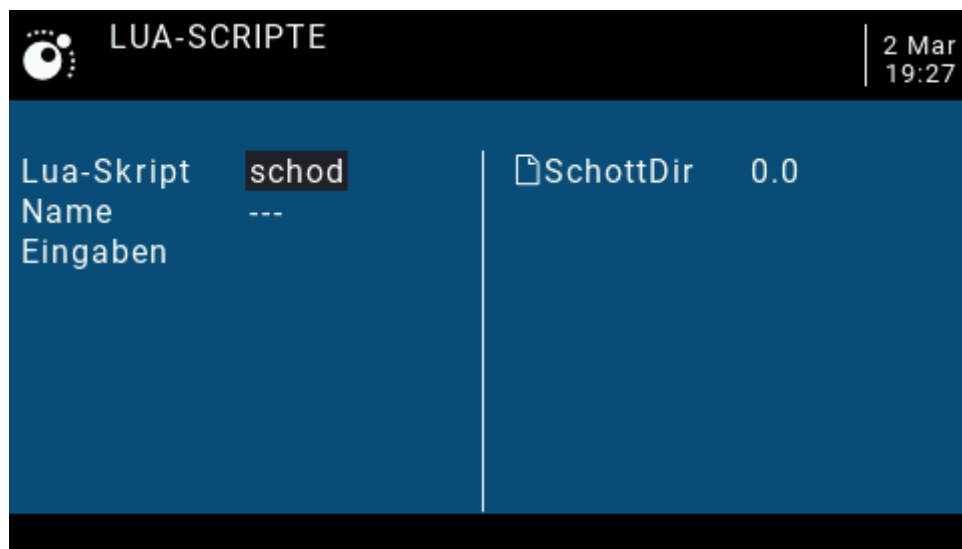 LUA-SCRIPTE
2 Mar
19:27
Lua-Skript schod
Name ---
Eingaben
SchottDir 0.0